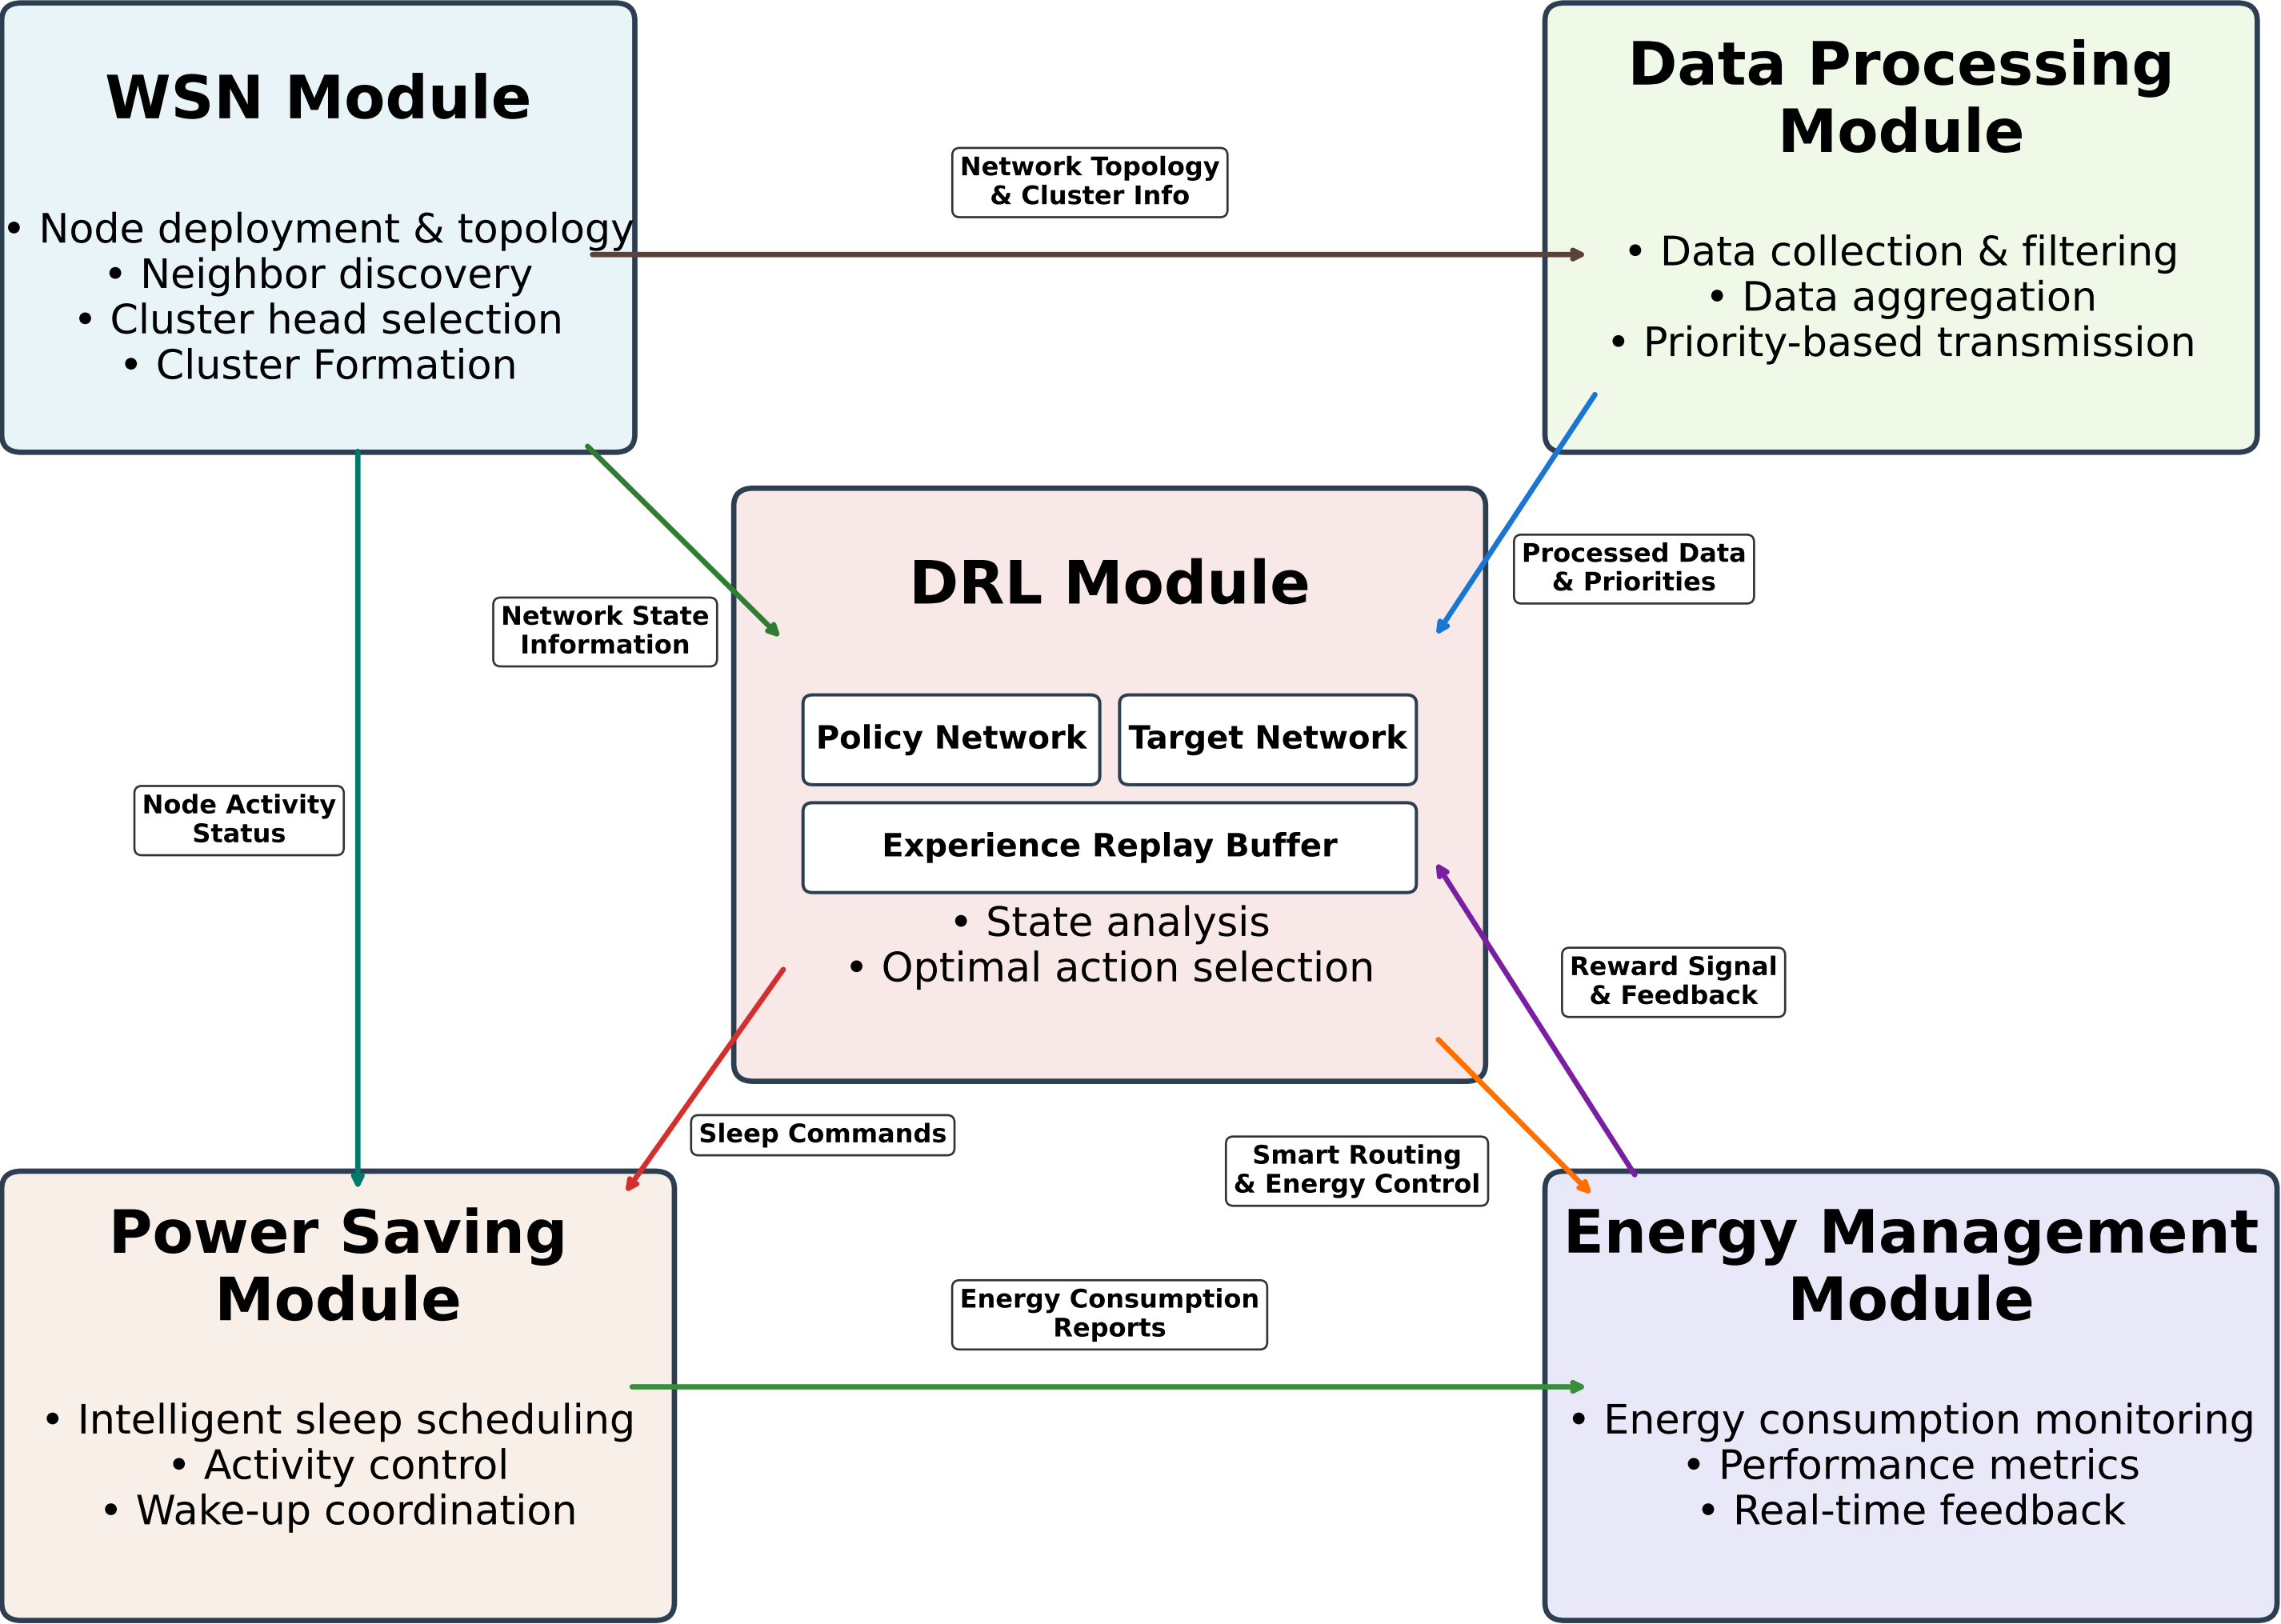 WSN Module
• Node deployment & topology
• Neighbor discovery
• Cluster head selection
• Cluster Formation
Network Topology
& Cluster Info
Data Processing
Module
• Data collection & filtering
• Data aggregation
• Priority-based transmission
Network State
Information
Processed Data
& Priorities
DRL Module
Policy Network
Target Network
Experience Replay Buffer
• State analysis
• Optimal action selection
Node Activity
Status
Reward Signal
& Feedback
Sleep Commands
Smart Routing
& Energy Control
Power Saving
Module
• Intelligent sleep scheduling
• Activity control
• Wake-up coordination
Energy Consumption
Reports
Energy Management
Module
• Energy consumption monitoring
• Performance metrics
• Real-time feedback